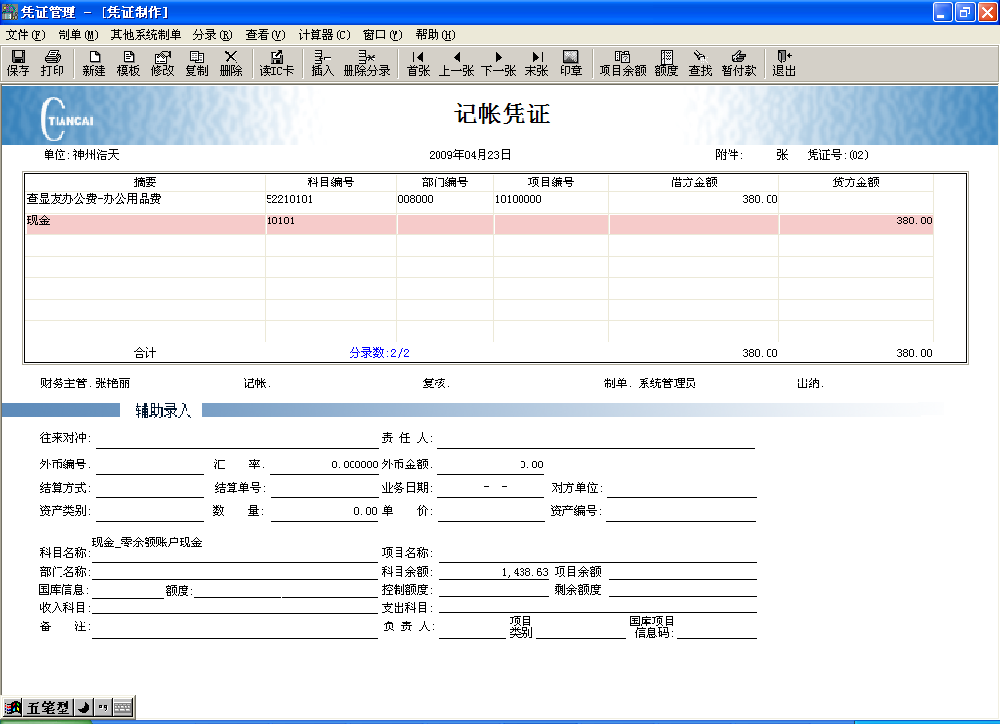 凭证管理 - [凭证制作]
文件(F) 制单(M) 其他系统制单 分录(R) 查看(V) 计算器(C) 窗口(W) 帮助(H)
保存 打印 新建 模板 修改 复制 删除 读IC卡 插入 删除分录 首张 上一张 下一张 末张 印章 项目余额 额度 查找 暂付款 退出
TIANCAI
记帐凭证
单位:神州浩天 2009年04月23日 附件: 张 凭证号:(02)
摘要 科目编号 部门编号 项目编号 借方金额 贷方金额
查显友办公费-办公用品费 52210101 008000 10100000 380.00
现金 10101 380.00
合计 分录数:2/2 380.00 380.00
财务主管:张艳丽 记帐: 复核: 制单: 系统管理员 出纳:
辅助录入
往来对冲: 责 任 人:
外币编号: 汇 率: 0.000000 外币金额: 0.00
结算方式: 结算单号: 业务日期: - - 对方单位:
资产类别: 数 量: 0.00 单 价: 资产编号:
科目名称: 现金_零余额账户现金 项目名称:
部门名称: 科目余额: 1,438.63 项目余额:
国库信息: 额度: 控制额度: 剩余额度:
收入科目: 支出科目:
备 注: 负 责 人: 项目类别 国库项目信息码:
五笔型